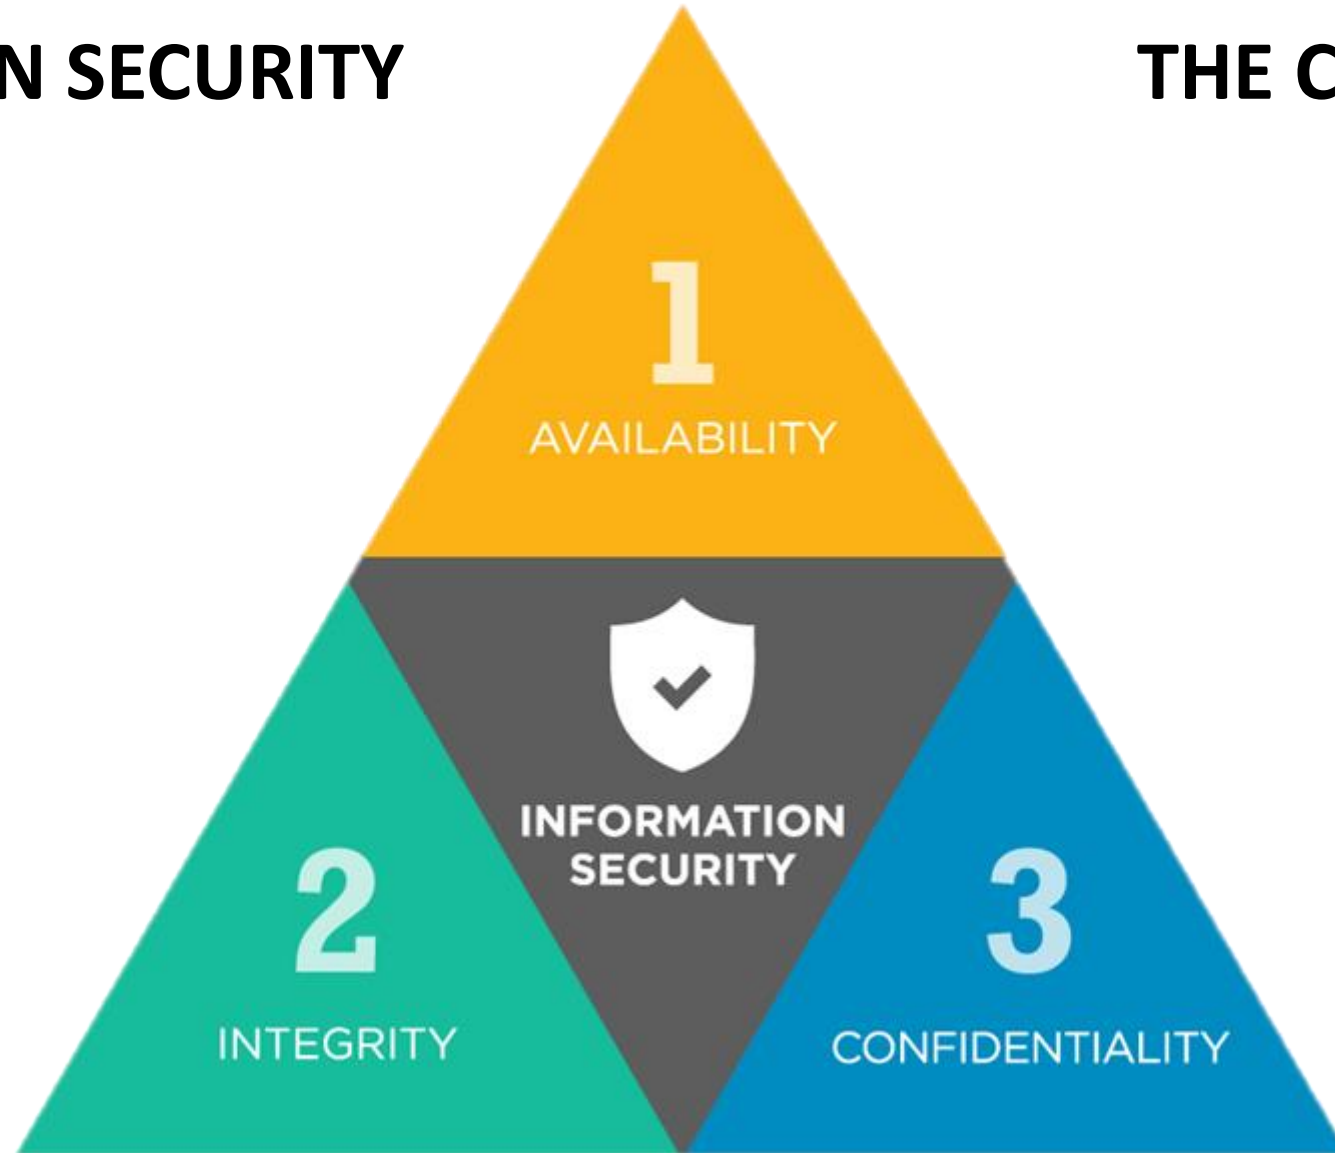 N SECURITY
THE C
1
AVAILABILITY
INFORMATION
SECURITY
2
INTEGRITY
3
CONFIDENTIALITY